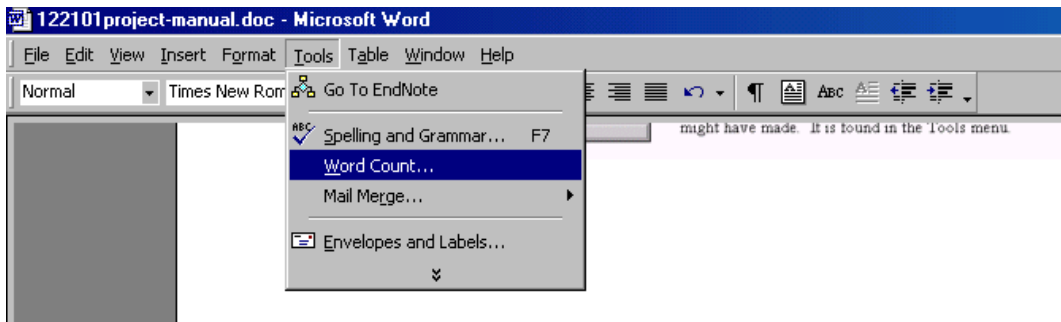 122101project-manual.doc - Microsoft Word
File Edit View Insert Format Tools Table Window Help
Normal Times New Rom ABC
Go To EndNote
might have made. It is found in the Tools menu.
ABC Spelling and Grammar... F7
Word Count...
Mail Merge...
Envelopes and Labels...